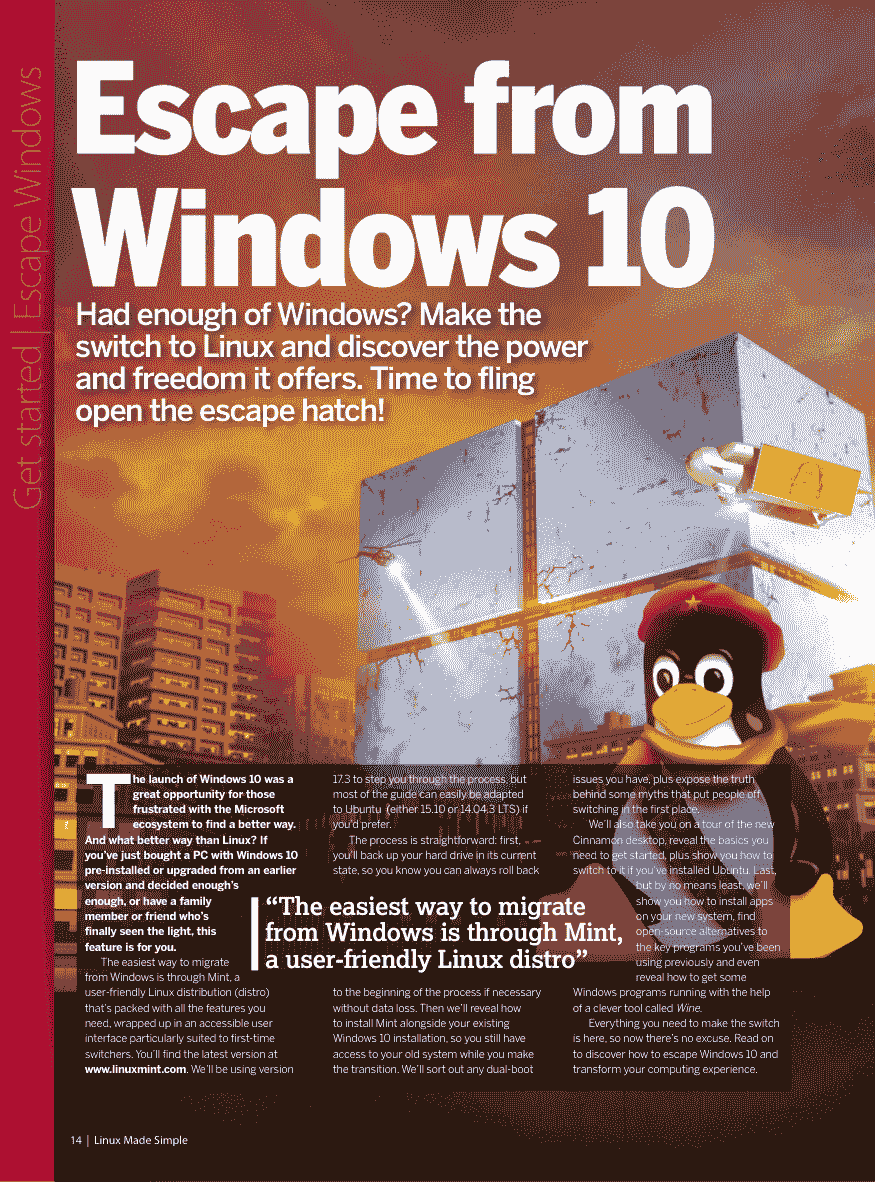 Get started | Escape Windows
Escape from
Windows 10
Had enough of Windows? Make the
switch to Linux and discover the power
and freedom it offers. Time to fling
open the escape hatch!
The launch of Windows 10 was a
great opportunity for those
frustrated with the Microsoft
ecosystem to find a better way.
And what better way than Linux? If
you've just bought a PC with Windows 10
pre-installed or upgraded from an earlier
version and decided enough's
enough, or have a family
member or friend who's
finally seen the light, this
feature is for you.
The easiest way to migrate
from Windows is through Mint, a
user-friendly Linux distribution (distro)
that's packed with all the features you
need, wrapped up in an accessible user
interface particularly suited to first-time
switchers. You'll find the latest version at
www.linuxmint.com. We'll be using version
17.3 to step you through the process, but
most of the guide can easily be adapted
to Ubuntu (either 15.10 or 14.04.3 LTS) if
you'd prefer.
The process is straightforward: first,
you'll back up your hard drive in its current
state, so you know you can always roll back
"The easiest way to migrate
from Windows is through Mint,
a user-friendly Linux distro"
to the beginning of the process if necessary
without data loss. Then we'll reveal how
to install Mint alongside your existing
Windows 10 installation, so you still have
access to your old system while you make
the transition. We'll sort out any dual-boot
issues you have, plus expose the truth
behind some myths that put people off
switching in the first place.
We'll also take you on a tour of the new
Cinnamon desktop, reveal the basics you
need to get started, plus show you how to
switch to it if you've installed Ubuntu. Last,
but by no means least, we'll
show you how to install apps
on your new system, find
open-source alternatives to
the key programs you've been
using previously and even
reveal how to get some
Windows programs running with the help
of a clever tool called Wine.
Everything you need to make the switch
is here, so now there's no excuse. Read on
to discover how to escape Windows 10 and
transform your computing experience.
14 | Linux Made Simple